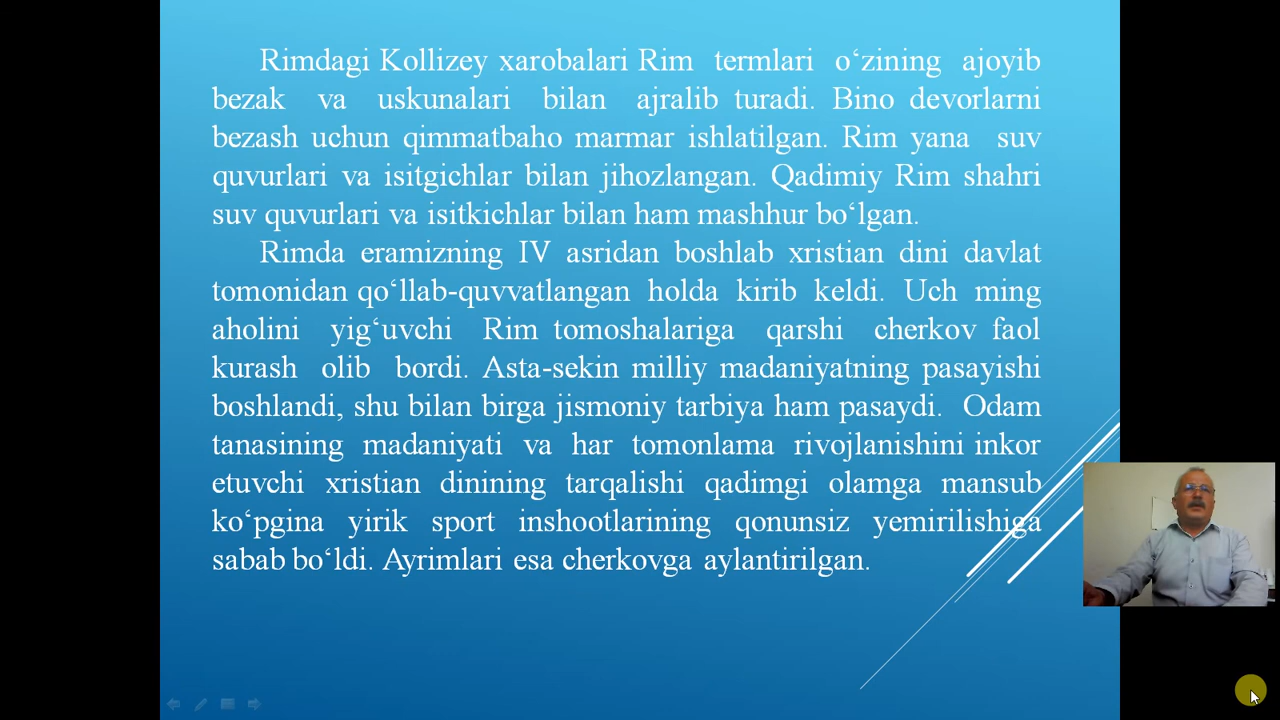 Rimdagi Kollizey xarobalari Rim termlari o‘zining ajoyib
bezak va uskunalari bilan ajralib turadi. Bino devorlarni
bezash uchun qimmatbaho marmar ishlatilgan. Rim yana suv
quvurlari va isitgichlar bilan jihozlangan. Qadimiy Rim shahri
suv quvurlari va isitkichlar bilan ham mashhur bo‘lgan.
Rimda eramizning IV asridan boshlab xristian dini davlat
tomonidan qo‘llab-quvvatlangan holda kirib keldi. Uch ming
aholini yig‘uvchi Rim tomoshalariga qarshi cherkov faol
kurash olib bordi. Asta-sekin milliy madaniyatning pasayishi
boshlandi, shu bilan birga jismoniy tarbiya ham pasaydi. Odam
tanasining madaniyati va har tomonlama rivojlanishini inkor
etuvchi xristian dinining tarqalishi qadimgi olamga mansub
ko‘pgina yirik sport inshootlarining qonunsiz yemirilishiga
sabab bo‘ldi. Ayrimlari esa cherkovga aylantirilgan.